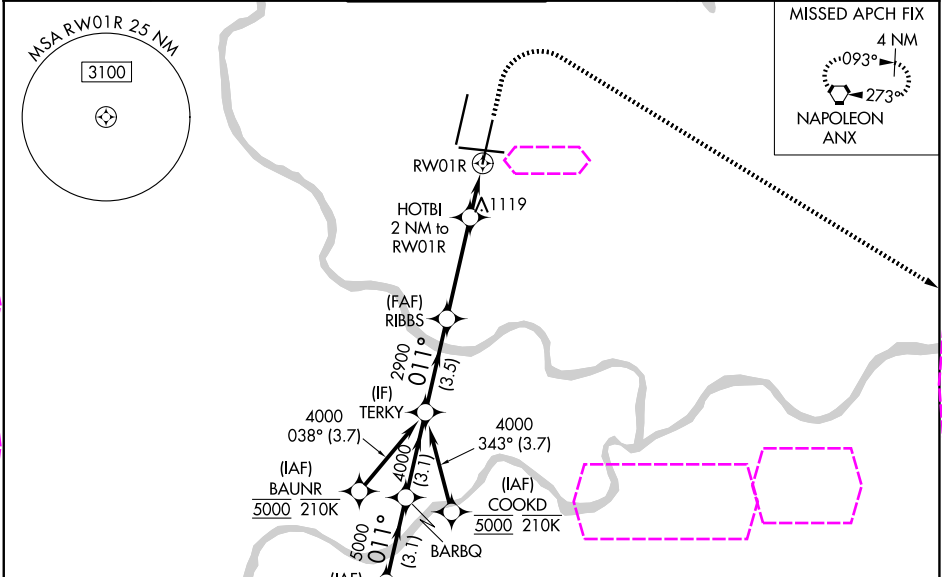 MSA RW01R 25 NM
3100
MISSED APCH FIX
4 NM
093°
273°
NAPOLEON
ANX
RW01R
HOTBI
2 NM to
RW01R
1119
(FAF)
RIBBS
2900
011°
(3.5)
(IF)
TERKY
4000
038° (3.7)
4000
343° (3.7)
4000
(3.1)
(IAF)
BAUNR
5000 210K
(IAF)
COOKD
5000 210K
BARBQ
5000
011°
(3.1)
(IAF)